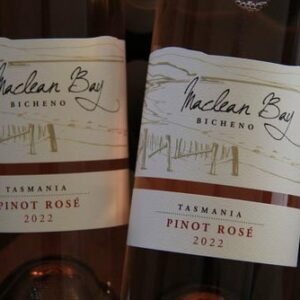 Maclean Bay
BICHENO
TASMANIA
PINOT ROSÉ
2022
Maclean Bay
BICHENO
TASMANIA
PINOT ROSÉ
2022